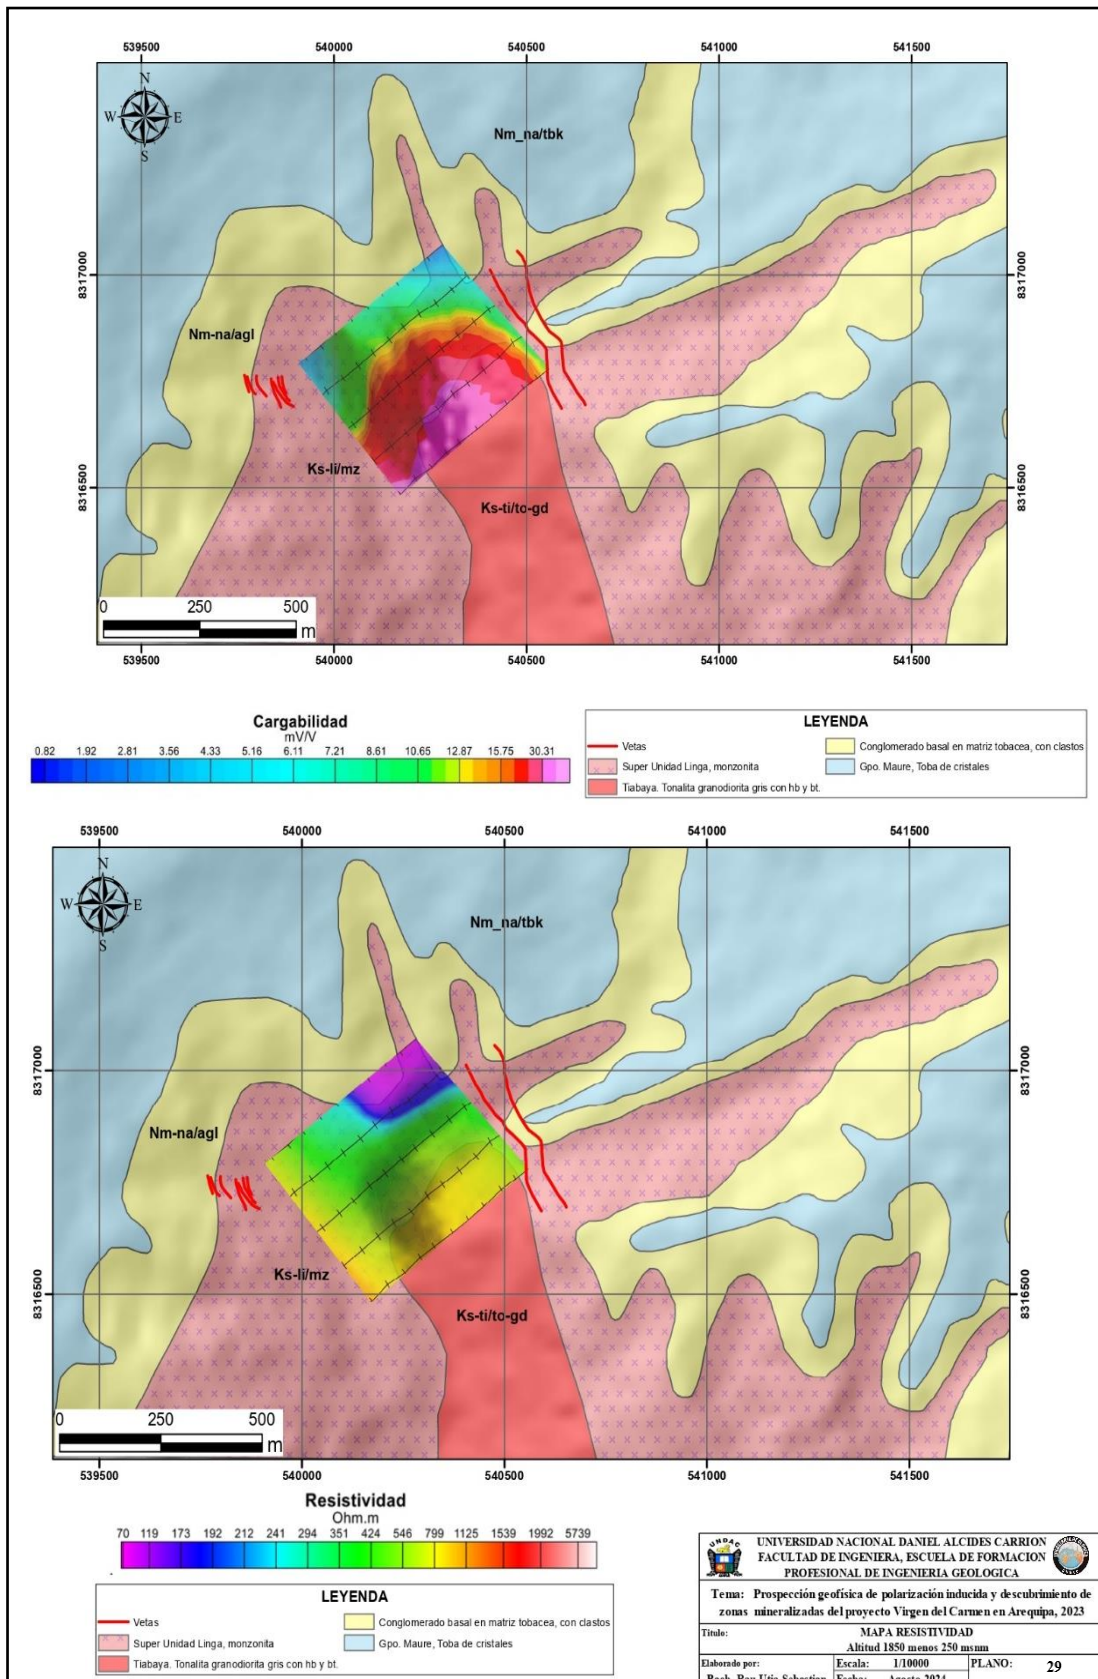 539500 540000 540500 541000 541500
N
W E
S
Nm_na/tbk
8317000 8317000
Nm-na/agl
Ks-li/mz
8316500 8316500
Ks-ti/to-gd
0 250 500
m
539500 540000 540500 541000 541500
Cargabilidad
mV/V
0.82 1.92 2.81 3.56 4.33 5.16 6.11 7.21 8.61 10.65 12.87 15.75 30.31
LEYENDA
Vetas
Conglomerado basal en matriz tobacea, con clastos
Super Unidad Linga, monzonita
Gpo. Maure, Toba de cristales
Tiabaya. Tonalita granodiorita gris con hb y bt.
539500 540000 540500 541000 541500
N
W E
S
Nm_na/tbk
8317000 8317000
Nm-na/agl
Ks-li/mz
8316500 8316500
Ks-ti/to-gd
0 250 500
m
539500 540000 540500 541000 541500
Resistividad
Ohm.m
70 119 173 192 212 241 294 351 424 546 799 1125 1539 1992 5739
LEYENDA
Vetas
Conglomerado basal en matriz tobacea, con clastos
Super Unidad Linga, monzonita
Gpo. Maure, Toba de cristales
Tiabaya. Tonalita granodiorita gris con hb y bt.
UNDAC
UNIVERSIDAD NACIONAL DANIEL ALCIDES CARRION
FACULTAD DE INGENIERA, ESCUELA DE FORMACION
PROFESIONAL DE INGENIERIA GEOLOGICA
Tema: Prospección geofísica de polarización inducida y descubrimiento de
zonas mineralizadas del proyecto Virgen del Carmen en Arequipa, 2023
Titulo: MAPA RESISTIVIDAD
Altitud 1850 menos 250 msnm
Elaborado por: Escala: 1/10000 PLANO: 29
Bach. Roy Utia Sebastian Fecha: Agosto 2024